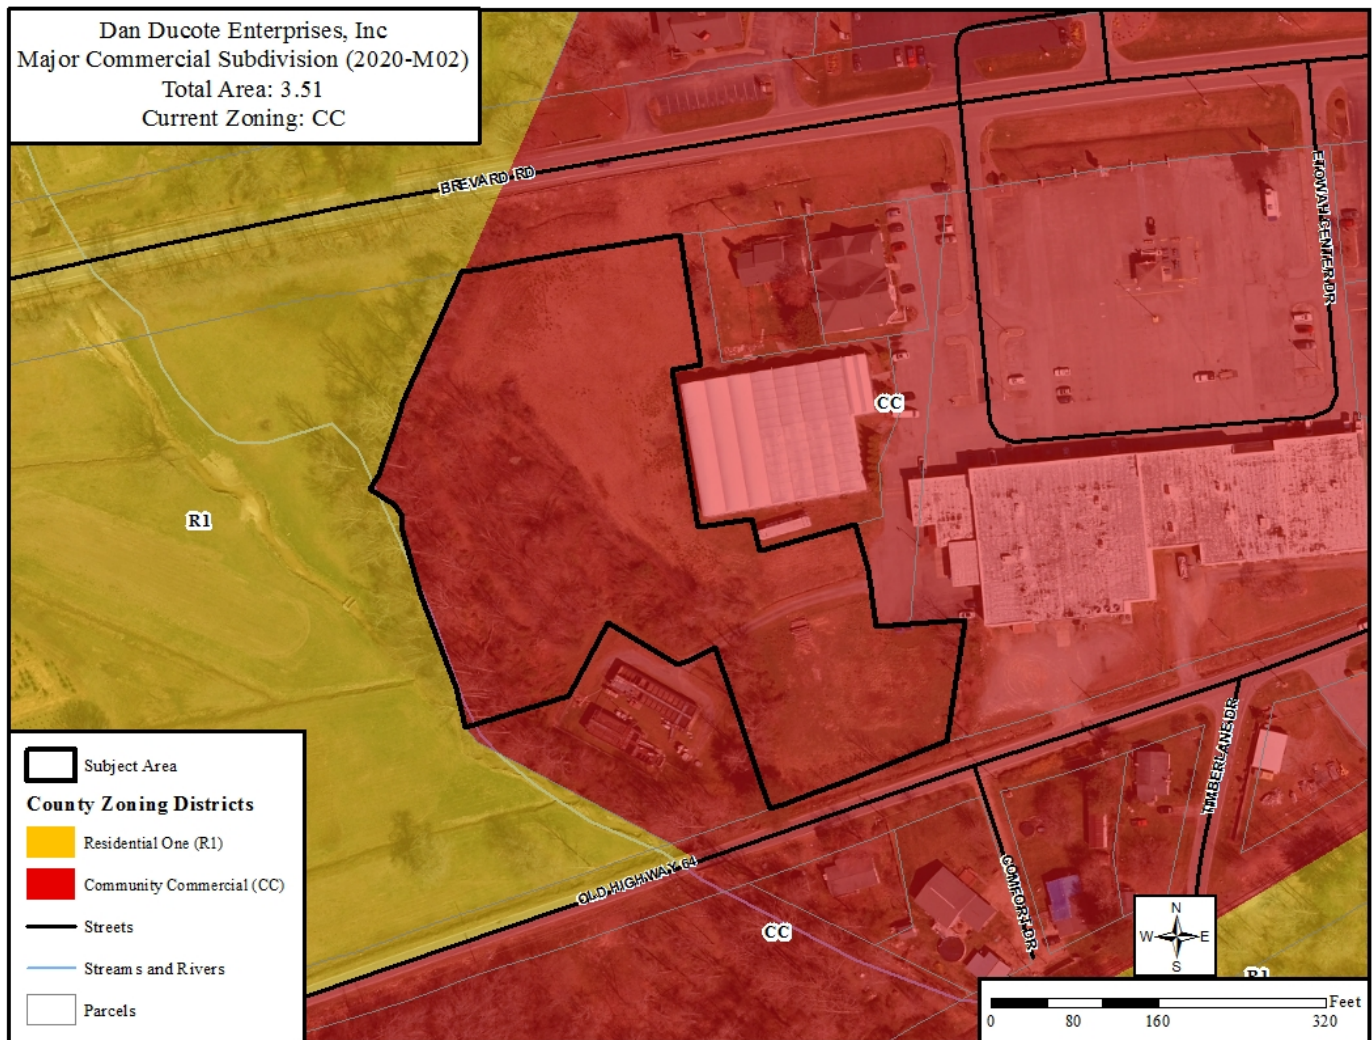 Dan Ducote Enterprises, Inc
Major Commercial Subdivision (2020-M02)
Total Area: 3.51
Current Zoning: CC
BREVARD RD
ETOWAH CENTER DR
CC
R1
Subject Area
County Zoning Districts
Residential One (R1)
Community Commercial (CC)
Streets
Streams and Rivers
Parcels
OLD HIGHWAY 64
TIMBERLANE DR
COMFORT DR
CC
R1
N
W E
S
Feet
0 80 160 320